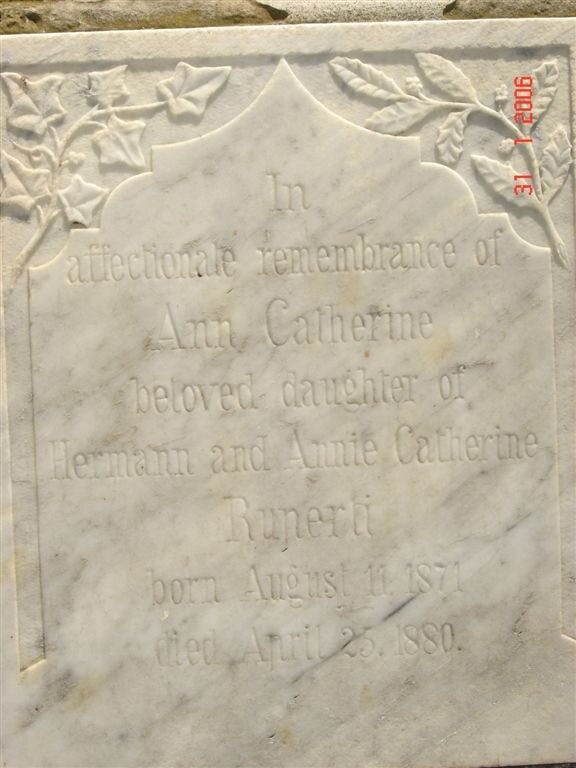 In
affectionate remembrance of
Ann Catherine
beloved daughter of
Hermann and Annie Catherine
Ruperti
born August 11. 1871
died April 25. 1880.
31 1 2006